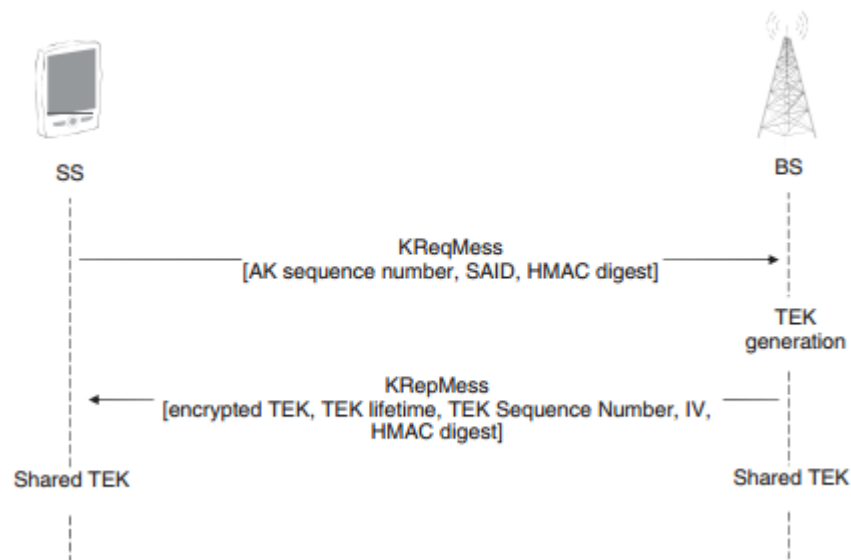 SS
BS
KReqMess
[AK sequence number, SAID, HMAC digest]
TEK
generation
KRepMess
[encrypted TEK, TEK lifetime, TEK Sequence Number, IV,
HMAC digest]
Shared TEK
Shared TEK